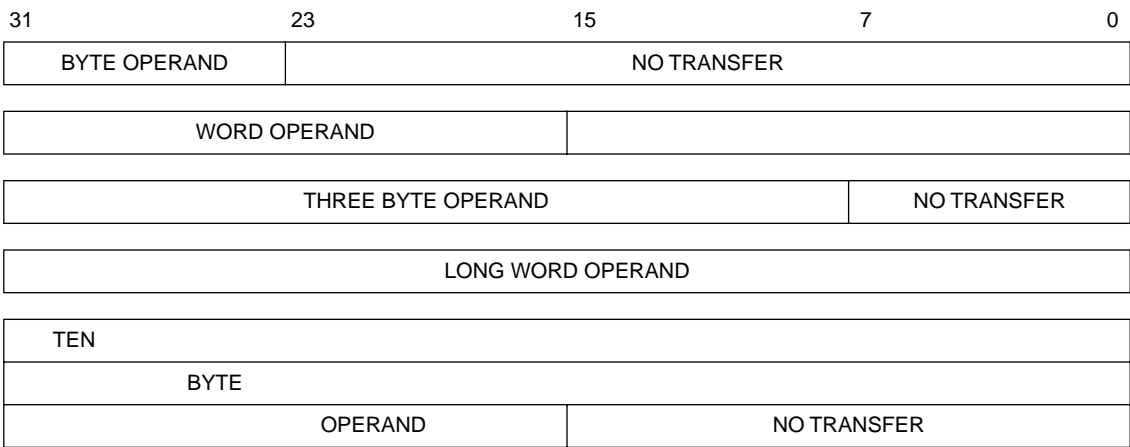 31 23 15 7 0
BYTE OPERAND NO TRANSFER
WORD OPERAND
THREE BYTE OPERAND NO TRANSFER
LONG WORD OPERAND
TEN
BYTE
OPERAND NO TRANSFER